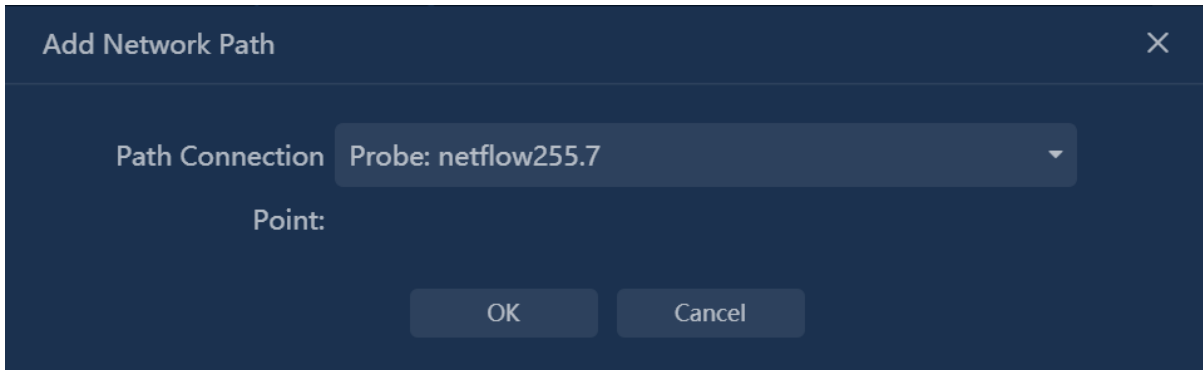 Add Network Path
Path Connection Probe: netflow255.7
Point:
OK Cancel